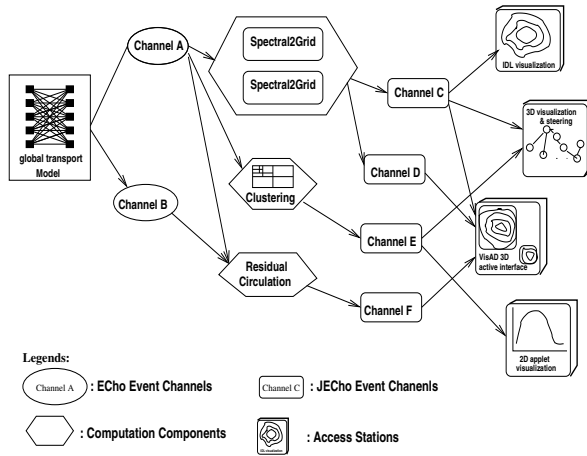 Channel A
Spectral2Grid
Spectral2Grid
IDL visualization
Channel C
3D visualization
& steering
global transport
Model
Channel D
Channel B
Clustering
Channel E
VisAD 3D
active interface
Residual
Circulation
Channel F
2D applet
visualization
Legends:
Channel A : ECho Event Channels
Channel C : JECho Event Chanenls
: Computation Components
IDL visualization : Access Stations